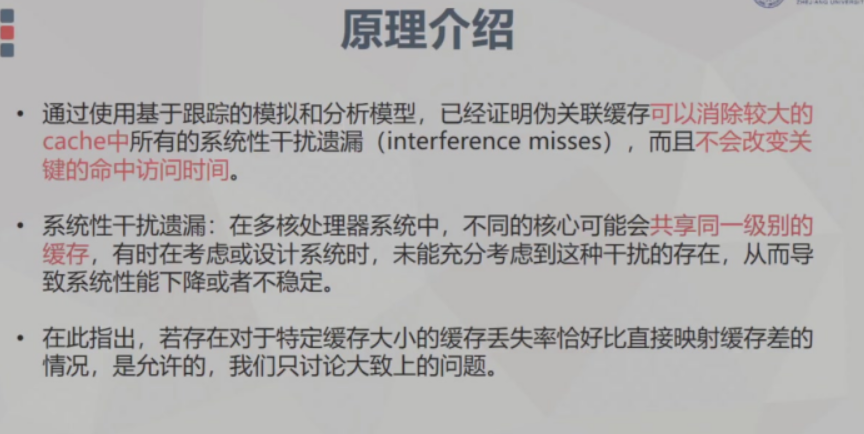 原理介绍
• 通过使用基于跟踪的模拟和分析模型，已经证明伪关联缓存可以消除较大的
cache中所有的系统性干扰遗漏（interference misses），而且不会改变关
键的命中访问时间。
• 系统性干扰遗漏：在多核处理器系统中，不同的核心可能会共享同一级别的
缓存，有时在考虑或设计系统时，未能充分考虑到这种干扰的存在，从而导
致系统性能下降或者不稳定。
• 在此指出，若存在对于特定缓存大小的缓存丢失率恰好比直接映射缓存差的
情况，是允许的，我们只讨论大致上的问题。